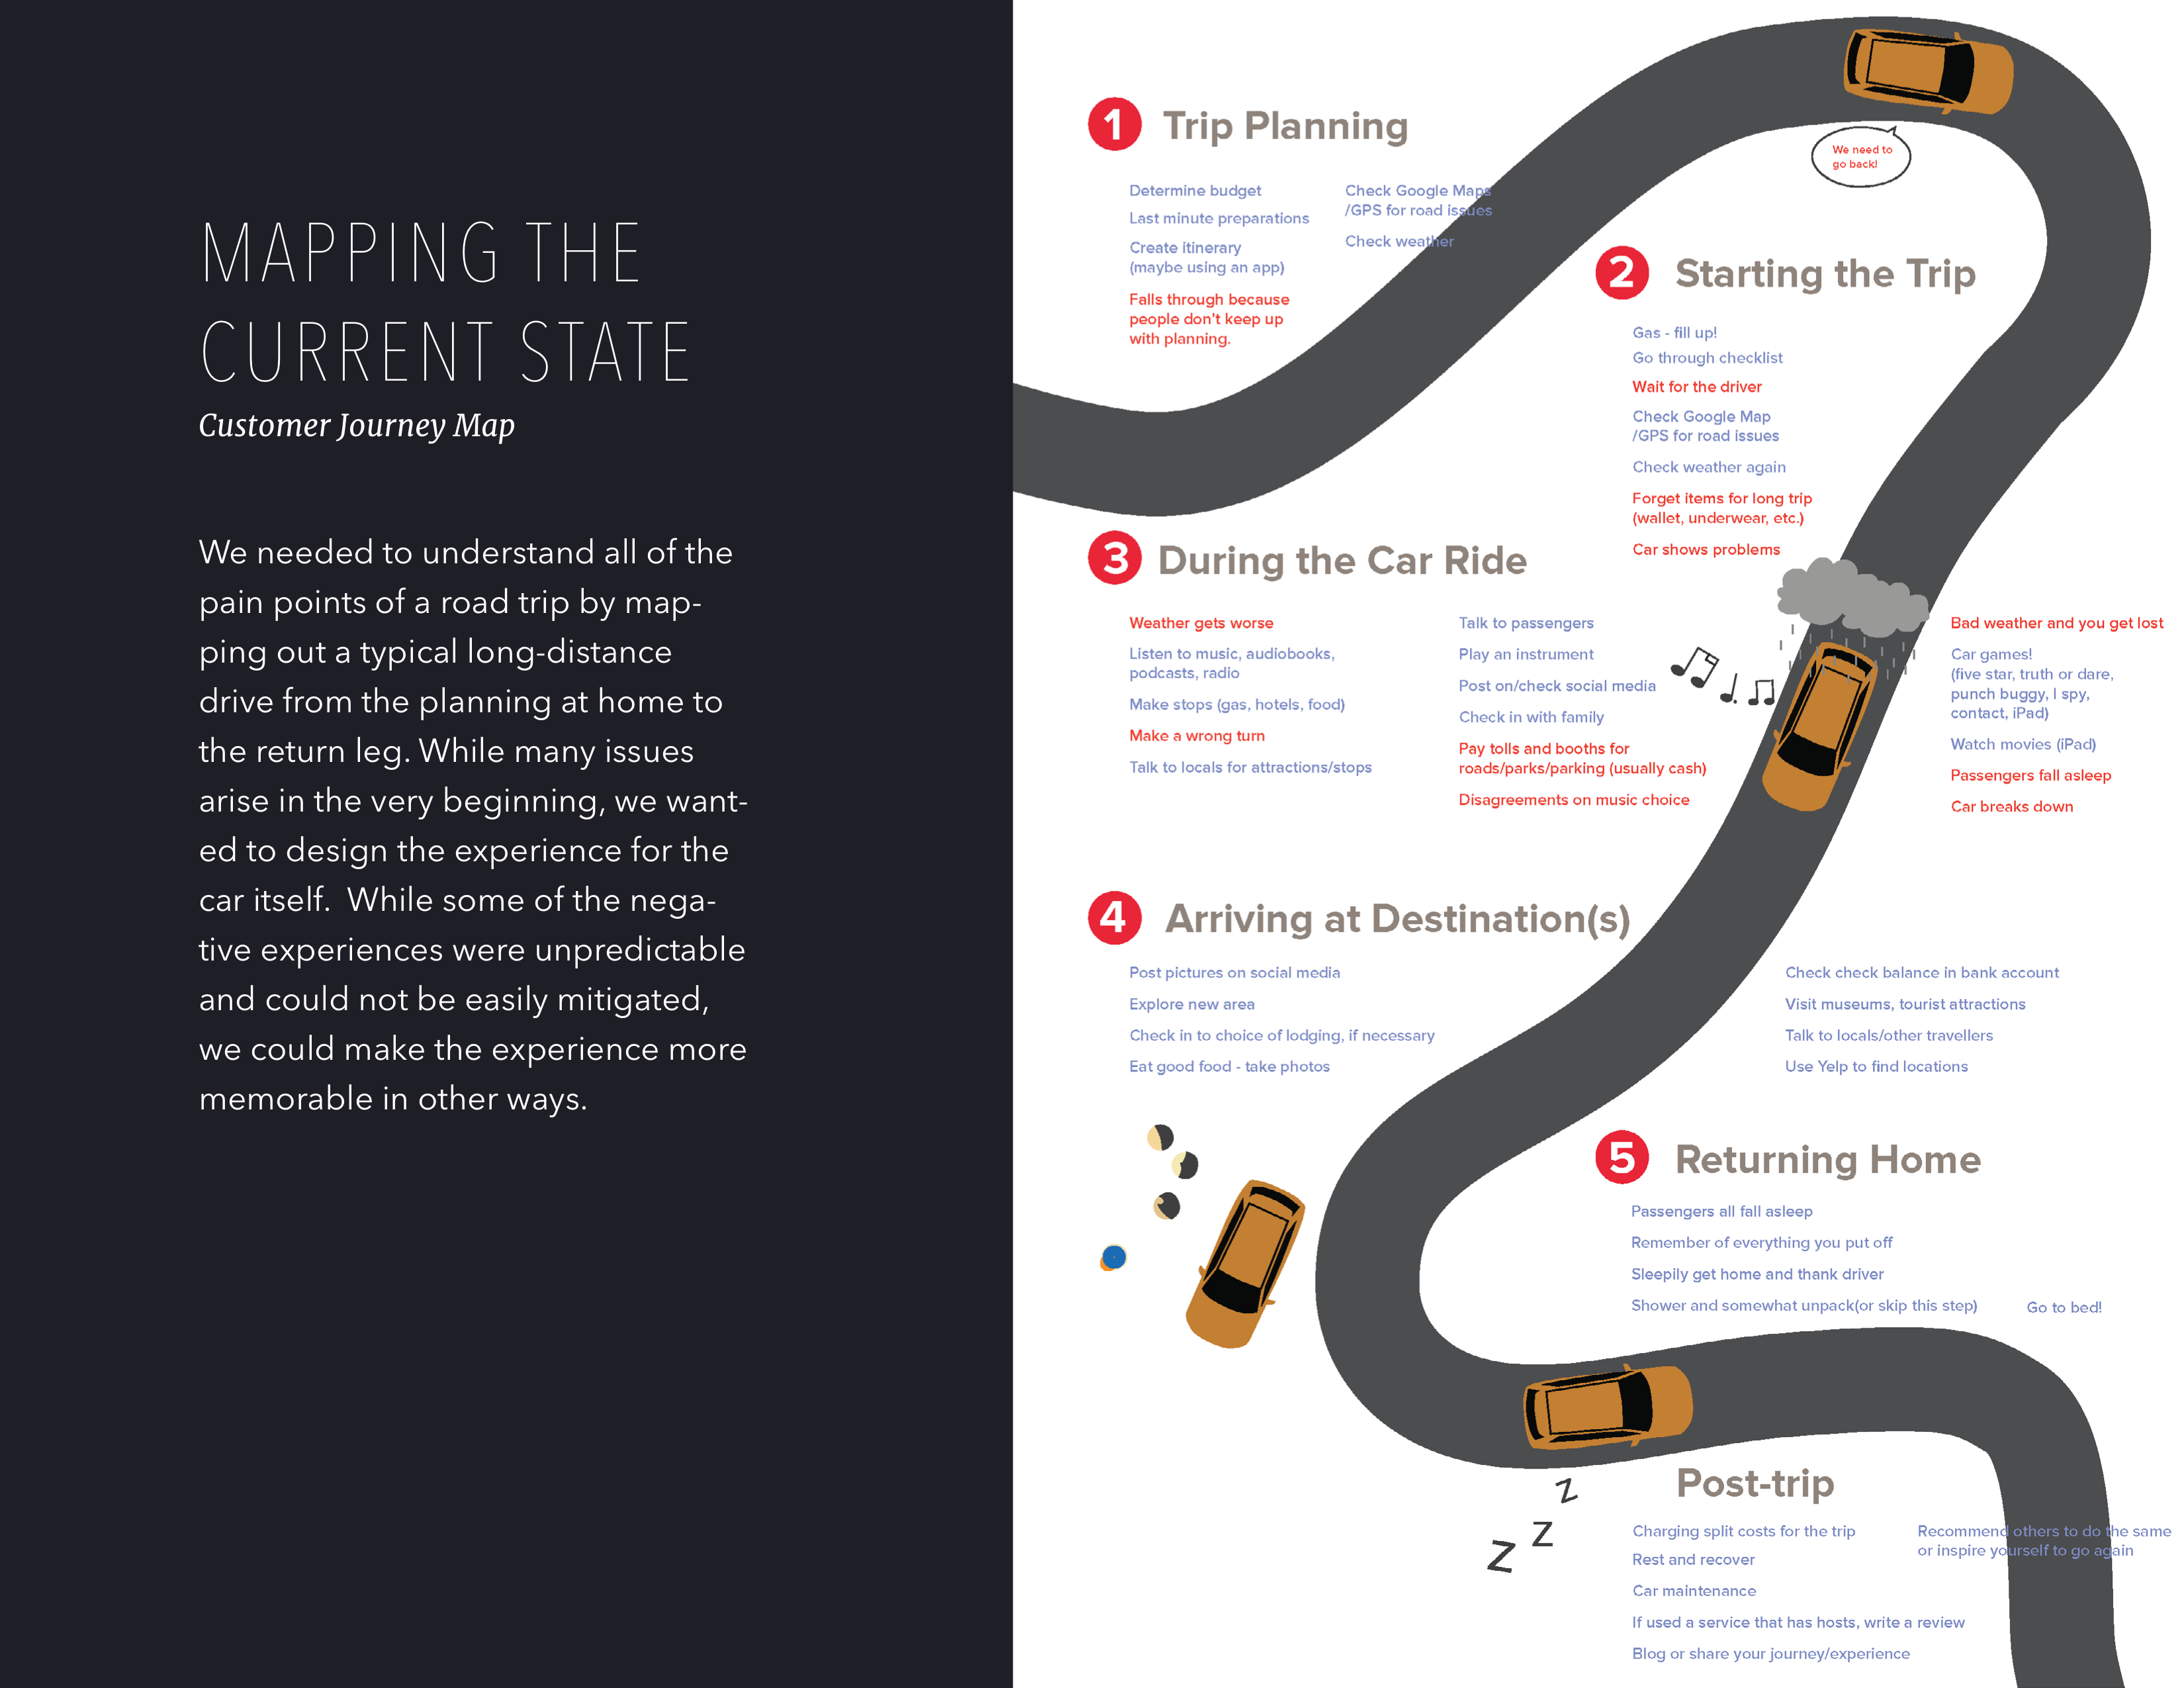 MAPPING THE
CURRENT STATE
Customer Journey Map
We needed to understand all of the
pain points of a road trip by map-
ping out a typical long-distance
drive from the planning at home to
the return leg. While many issues
arise in the very beginning, we want-
ed to design the experience for the
car itself.  While some of the nega-
tive experiences were unpredictable
and could not be easily mitigated,
we could make the experience more
memorable in other ways.
1 Trip Planning
Determine budget
Last minute preparations
Create itinerary
(maybe using an app)
Falls through because
people don't keep up
with planning.
Check Google Maps
/GPS for road issues
Check weather
We need to
go back!
2 Starting the Trip
Gas - fill up!
Go through checklist
Wait for the driver
Check Google Map
/GPS for road issues
Check weather again
Forget items for long trip
(wallet, underwear, etc.)
Car shows problems
3 During the Car Ride
Weather gets worse
Listen to music, audiobooks,
podcasts, radio
Make stops (gas, hotels, food)
Make a wrong turn
Talk to locals for attractions/stops
Talk to passengers
Play an instrument
Post on/check social media
Check in with family
Pay tolls and booths for
roads/parks/parking (usually cash)
Disagreements on music choice
Bad weather and you get lost
Car games!
(five star, truth or dare,
punch buggy, I spy,
contact, iPad)
Watch movies (iPad)
Passengers fall asleep
Car breaks down
4 Arriving at Destination(s)
Post pictures on social media
Explore new area
Check in to choice of lodging, if necessary
Eat good food - take photos
Check check balance in bank account
Visit museums, tourist attractions
Talk to locals/other travellers
Use Yelp to find locations
5 Returning Home
Passengers all fall asleep
Remember of everything you put off
Sleepily get home and thank driver
Shower and somewhat unpack(or skip this step)
Go to bed!
z
z
z
Post-trip
Charging split costs for the trip
Rest and recover
Car maintenance
If used a service that has hosts, write a review
Blog or share your journey/experience
Recommend others to do the same
or inspire yourself to go again